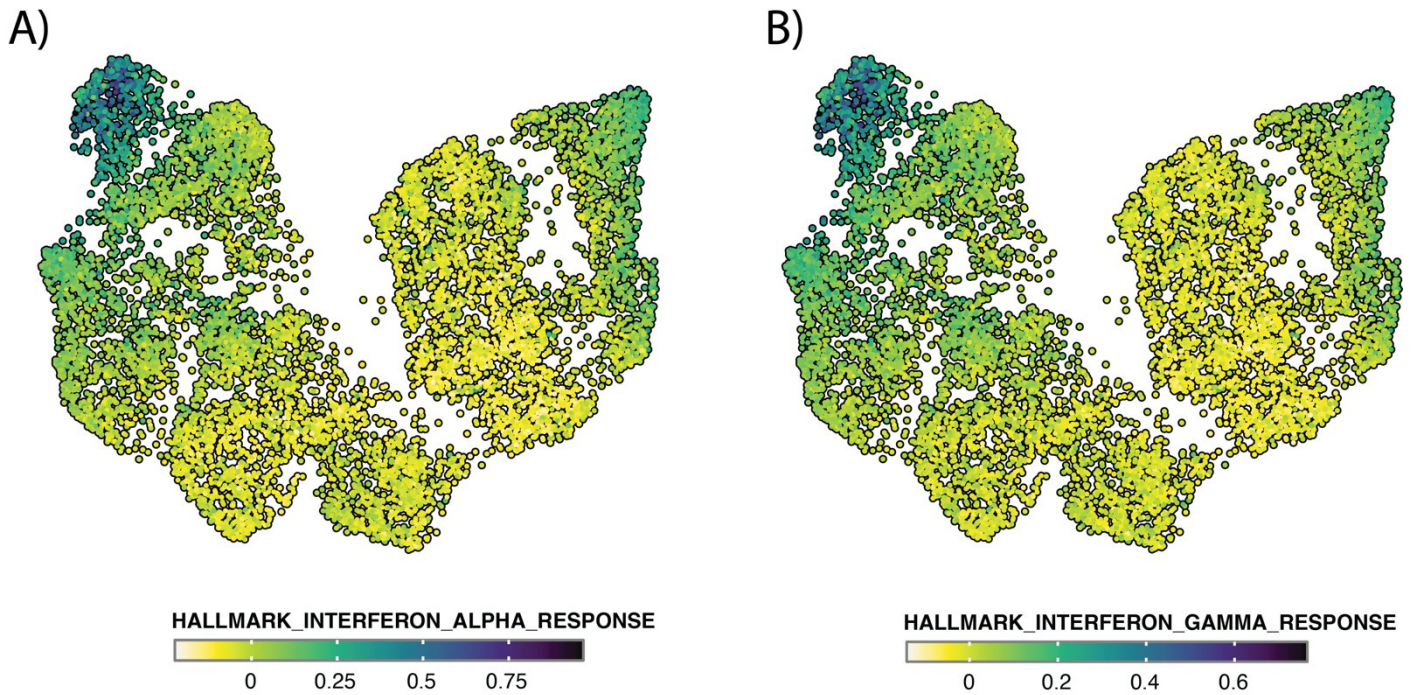 A)
B)
HALLMARK_INTERFERON_ALPHA_RESPONSE
0 0.25 0.5 0.75
HALLMARK_INTERFERON_GAMMA_RESPONSE
0 0.2 0.4 0.6